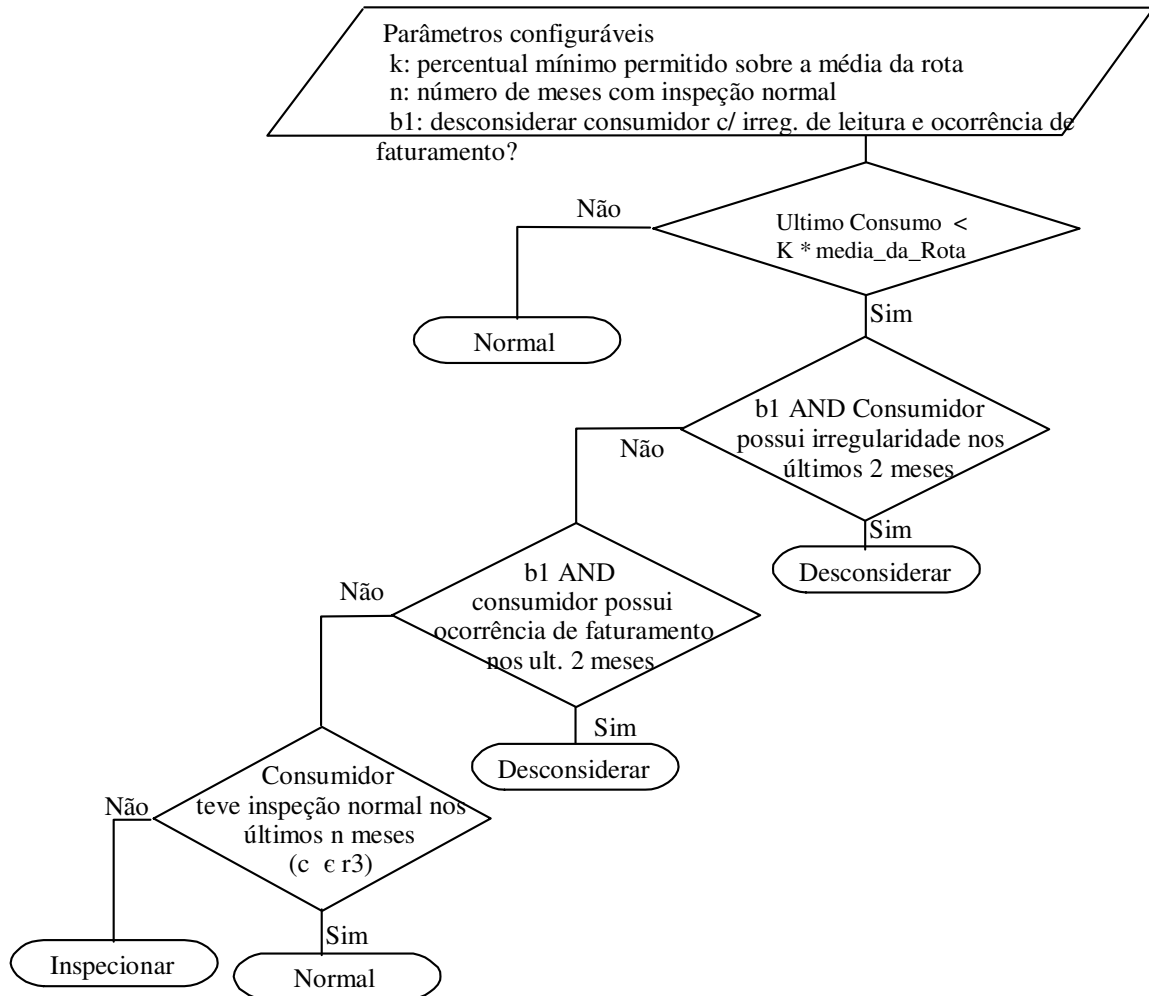 Parâmetros configuráveis
k: percentual mínimo permitido sobre a média da rota
n: número de meses com inspeção normal
b1: desconsiderar consumidor c/ irreg. de leitura e ocorrência de
faturamento?
Não
Ultimo Consumo <
K * media_da_Rota
Sim
Normal
b1 AND Consumidor
possui irregularidade nos
últimos 2 meses
Não
Sim
Desconsiderar
b1 AND
consumidor possui
ocorrência de faturamento
nos ult. 2 meses
Não
Sim
Desconsiderar
Consumidor
teve inspeção normal nos
últimos n meses
(c є r3)
Não
Sim
Inspecionar
Normal